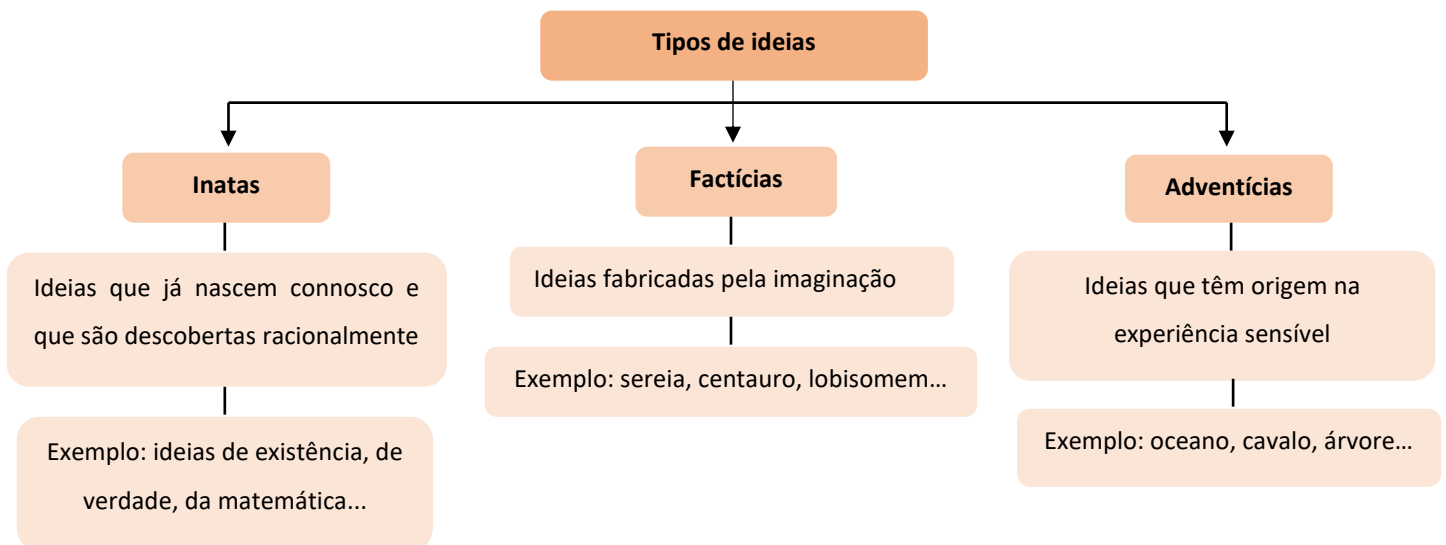 Tipos de ideias
Inatas
Ideias que já nascem connosco e
que são descobertas racionalmente
Exemplo: ideias de existência, de
verdade, da matemática...
Factícias
Ideias fabricadas pela imaginação
Exemplo: sereia, centauro, lobisomem…
Adventícias
Ideias que têm origem na
experiência sensível
Exemplo: oceano, cavalo, árvore…